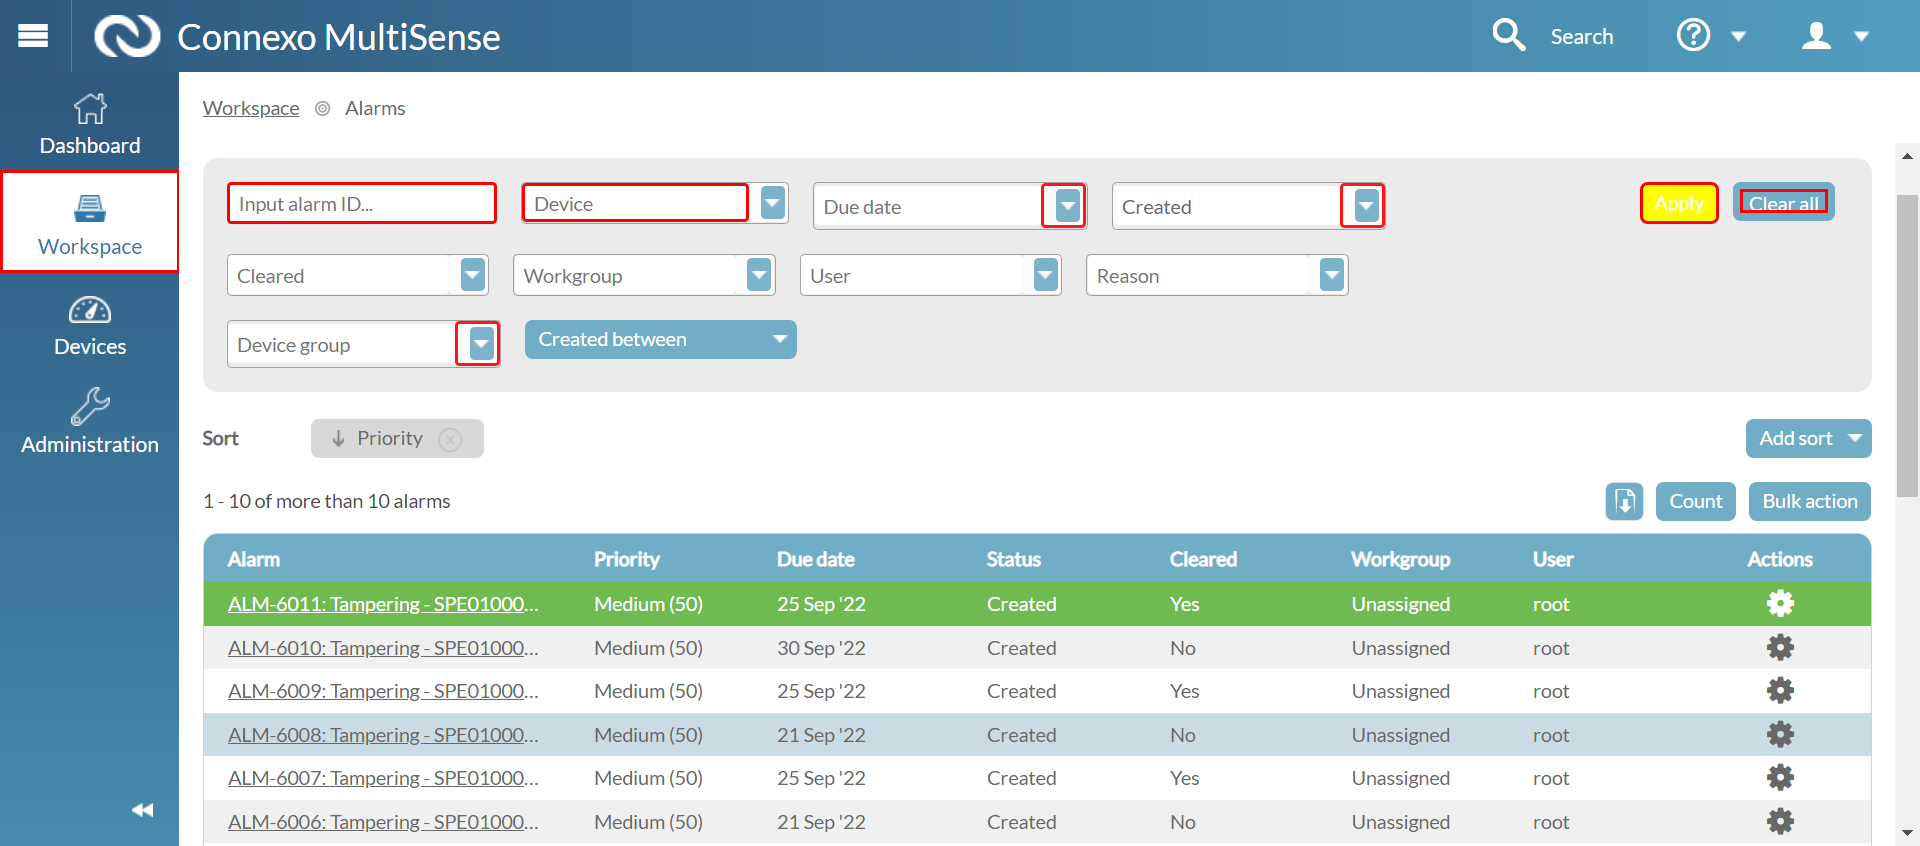 Connexo MultiSense
Search
Dashboard
Workspace
Devices
Administration
Workspace Alarms
Input alarm ID... Device Due date Created Apply Clear all
Cleared Workgroup User Reason
Device group Created between
Sort Priority Add sort
1 - 10 of more than 10 alarms Count Bulk action
Alarm Priority Due date Status Cleared Workgroup User Actions
ALM-6011: Tampering - SPE01000... Medium (50) 25 Sep '22 Created Yes Unassigned root
ALM-6010: Tampering - SPE01000... Medium (50) 30 Sep '22 Created No Unassigned root
ALM-6009: Tampering - SPE01000... Medium (50) 25 Sep '22 Created Yes Unassigned root
ALM-6008: Tampering - SPE01000... Medium (50) 21 Sep '22 Created No Unassigned root
ALM-6007: Tampering - SPE01000... Medium (50) 25 Sep '22 Created Yes Unassigned root
ALM-6006: Tampering - SPE01000... Medium (50) 21 Sep '22 Created No Unassigned root